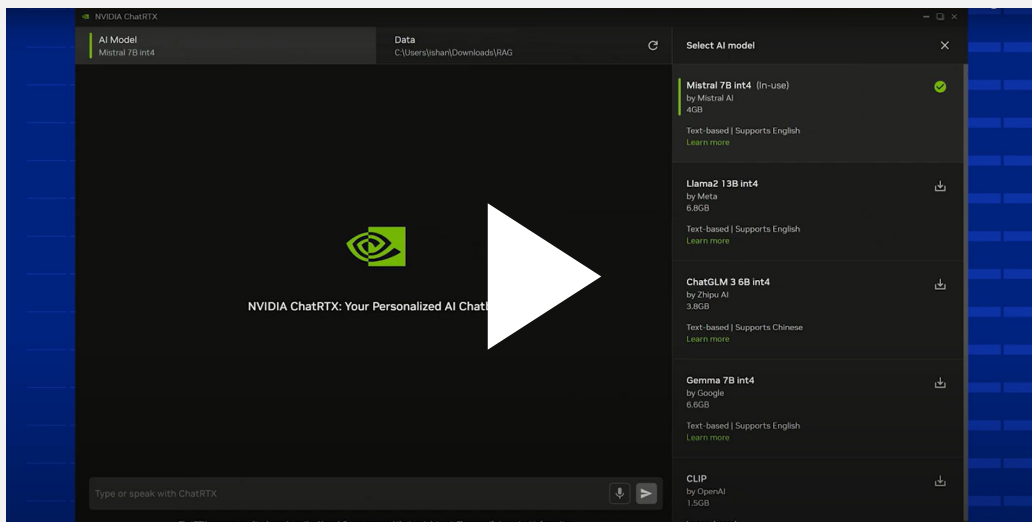 NVIDIA ChatRTX
AI Model
Mistral 7B int4
Data
C:\Users\ishan\Downloads\RAG
NVIDIA ChatRTX: Your Personalized AI
Type or speak with ChatRTX
Select AI model
Mistral 7B int4 (In-use)
by Mistral AI
4GB
Text-based | Supports English
Learn more
Llama2 13B int4
by Meta
6.8GB
Text-based | Supports English
Learn more
ChatGLM 3 6B int4
by Zhipu AI
3.8GB
Text-based | Supports Chinese
Learn more
Gemma 7B int4
by Google
6.6GB
Text-based | Supports English
Learn more
CLIP
by OpenAI
1.5GB